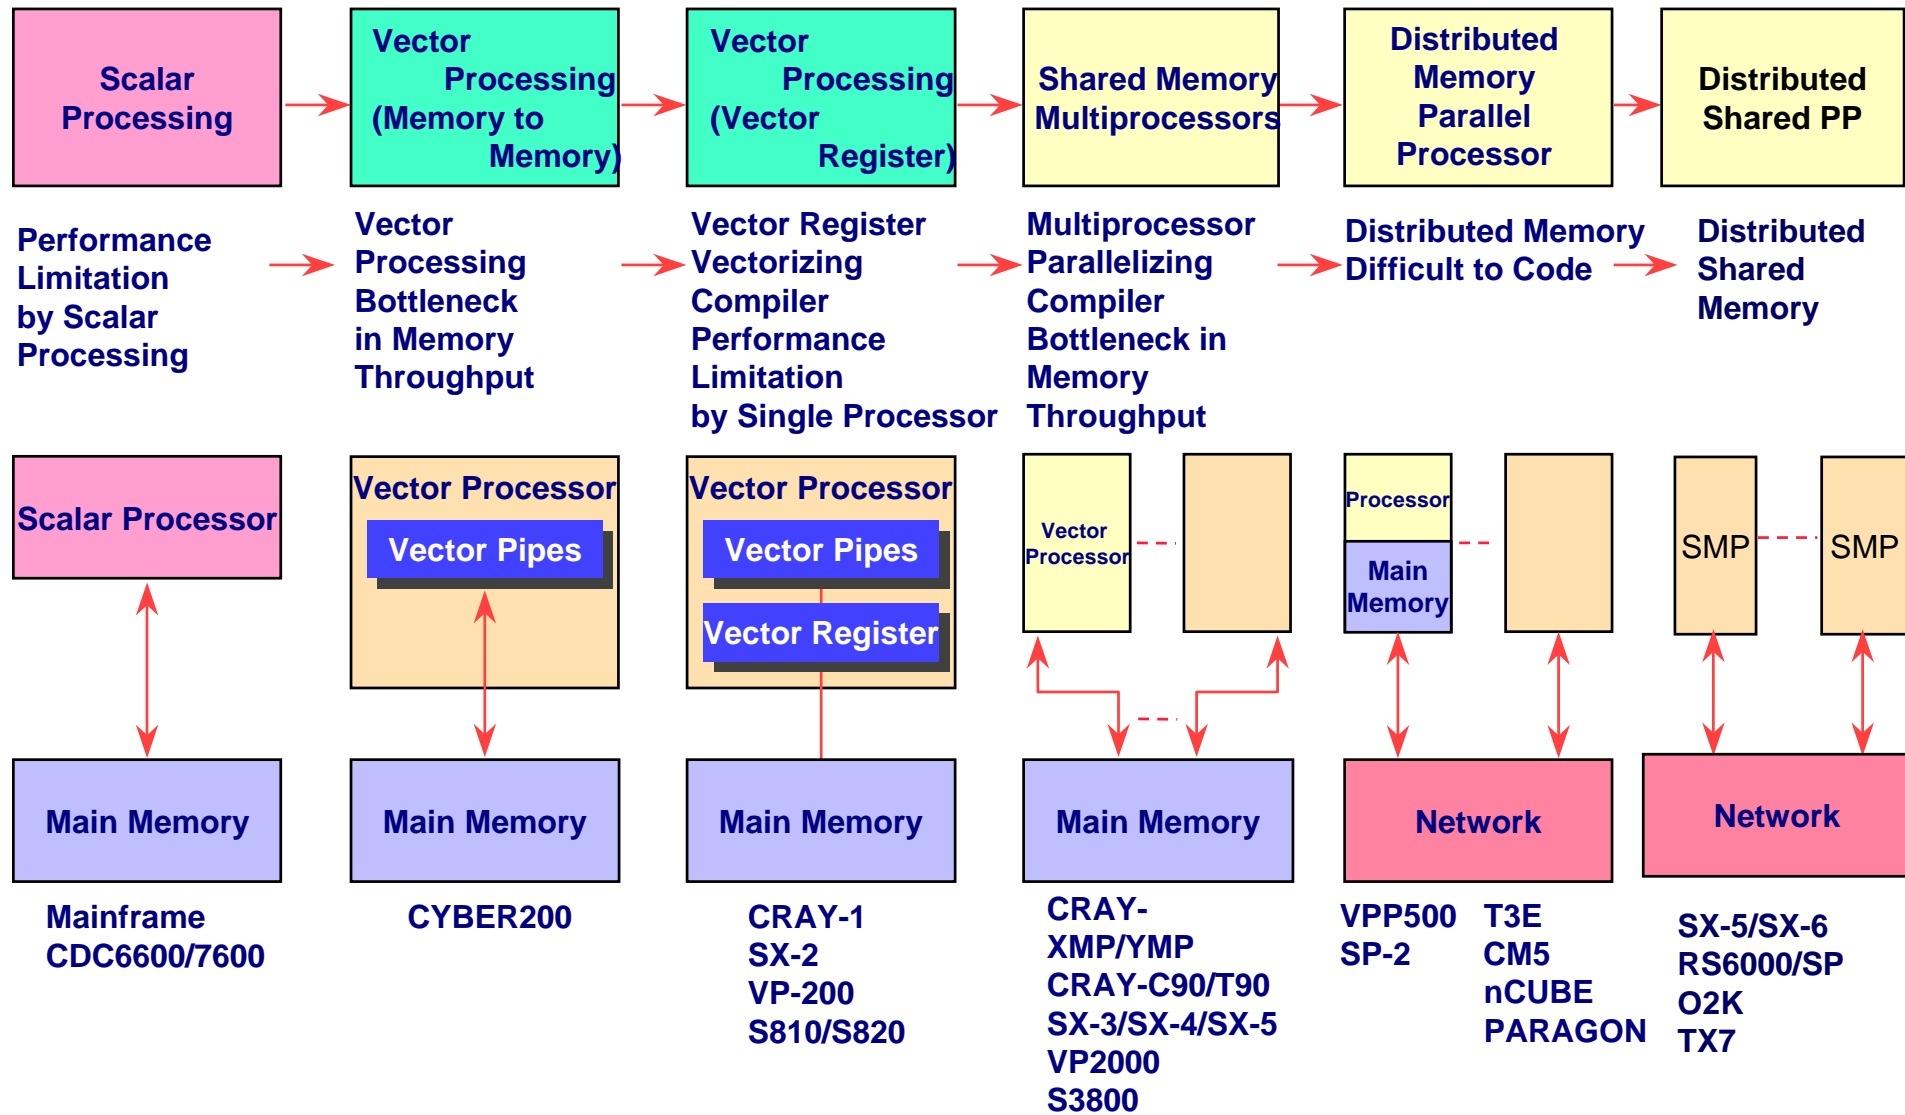 Scalar
Processing
Vector
Processing
(Memory to
Memory)
Vector
Processing
(Vector
Register)
Shared Memory
Multiprocessors
Distributed
Memory
Parallel
Processor
Distributed
Shared PP
Performance
Limitation
by Scalar
Processing
Vector
Processing
Bottleneck
in Memory
Throughput
Vector Register
Vectorizing
Compiler
Performance
Limitation
by Single Processor
Multiprocessor
Parallelizing
Compiler
Bottleneck in
Memory
Throughput
Distributed Memory
Difficult to Code
Distributed
Shared
Memory
Scalar Processor
Vector Processor
Vector Pipes
Vector Processor
Vector Pipes
Vector Register
Vector
Processor
Processor
Main
Memory
SMP
SMP
Main Memory
Main Memory
Main Memory
Main Memory
Network
Network
Mainframe
CDC6600/7600
CYBER200
CRAY-1
SX-2
VP-200
S810/S820
CRAY-
XMP/YMP
CRAY-C90/T90
SX-3/SX-4/SX-5
VP2000
S3800
VPP500
SP-2
T3E
CM5
nCUBE
PARAGON
SX-5/SX-6
RS6000/SP
O2K
TX7